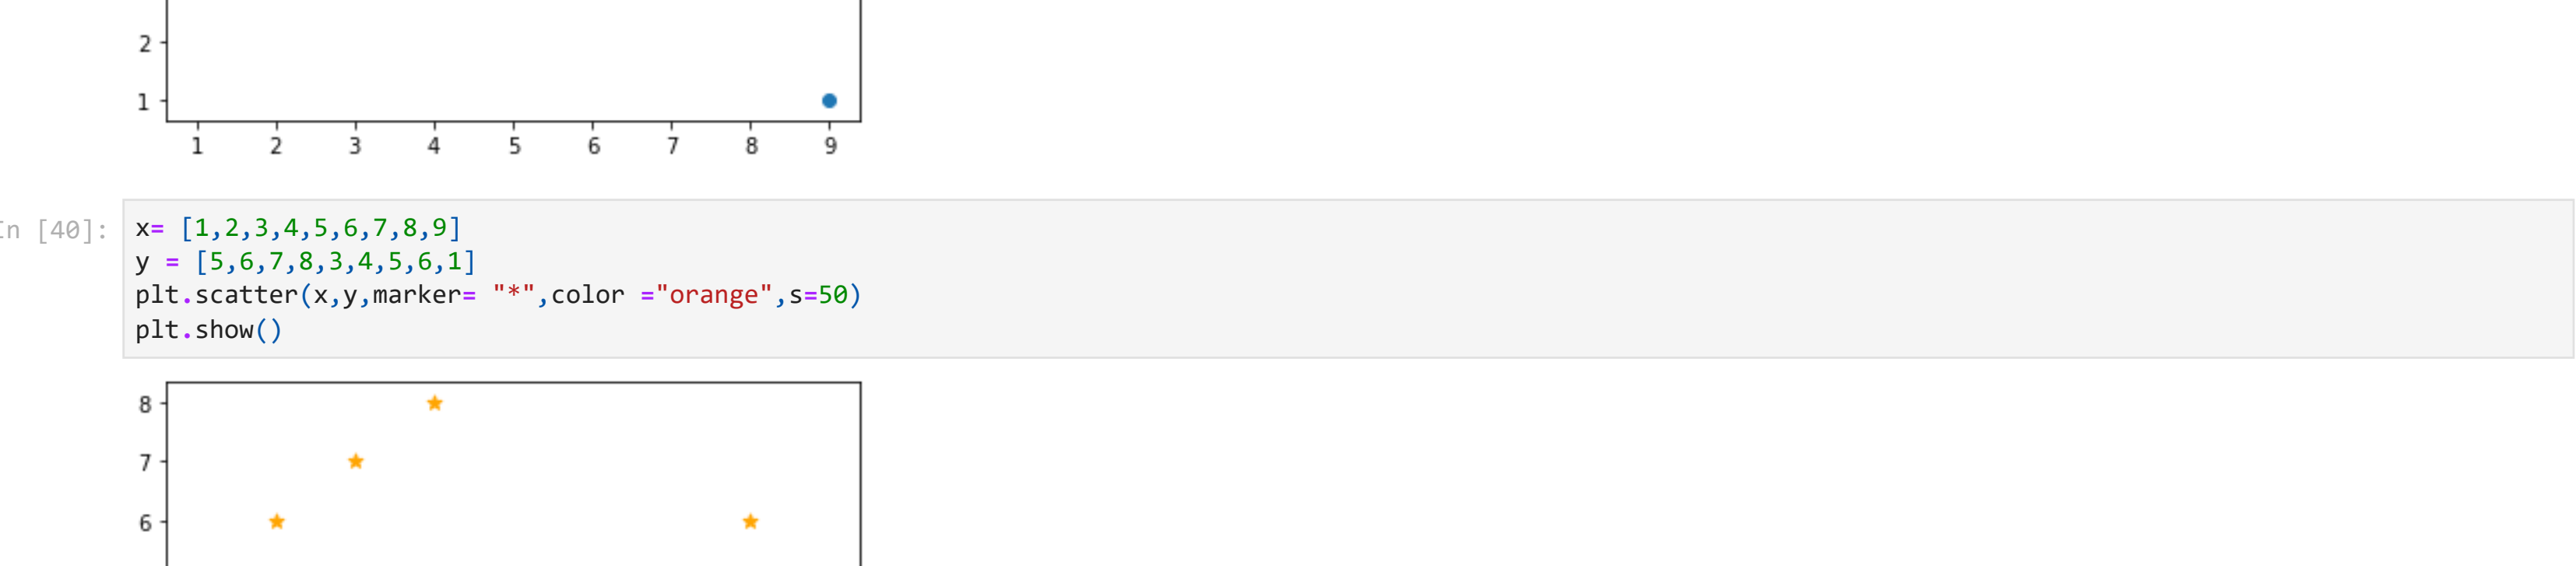 2
1
1 2 3 4 5 6 7 8 9
In [40]:
x= [1,2,3,4,5,6,7,8,9]
y = [5,6,7,8,3,4,5,6,1]
plt.scatter(x,y,marker= "*",color ="orange",s=50)
plt.show()
8
7
6